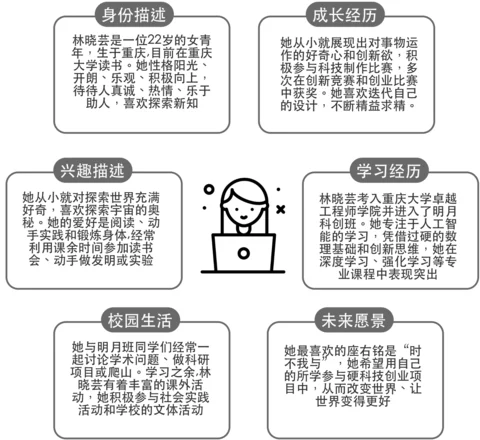 身份描述
林晓芸是一位22岁的女青
年，生于重庆,目前在重庆
大学读书。她性格阳光、
开朗、乐观、积极向上，
待待人真诚、热情、乐于
助人，喜欢探索新知
成长经历
她从小就展现出对事物运
作的好奇心和创新欲，积
极参与科技制作比赛，多
次在创新竞赛和创业比赛
中获奖。她喜欢迭代自己
的设计，不断精益求精。
兴趣描述
她从小就对探索世界充满
好奇，喜欢探索宇宙的奥
秘。她的爱好是阅读、动
手实践和锻炼身体,经常
利用课余时间参加读书
会、动手做发明或实验
学习经历
林晓芸考入重庆大学卓越
工程师学院并进入了明月
科创班。她专注于人工智
能的学习，凭借过硬的数
理基础和创新思维，她在
深度学习、强化学习等专
业课程中表现突出
校园生活
她与明月班同学们经常一
起讨论学术问题、做科研
项目或爬山。学习之余,林
晓芸有着丰富的课外活
动，她积极参与社会实践
活动和学校的文体活动
未来愿景
她最喜欢的座右铭是“时
不我与”，她希望用自己
的所学参与硬科技创业项
目中，从而改变世界、让
世界变得更好